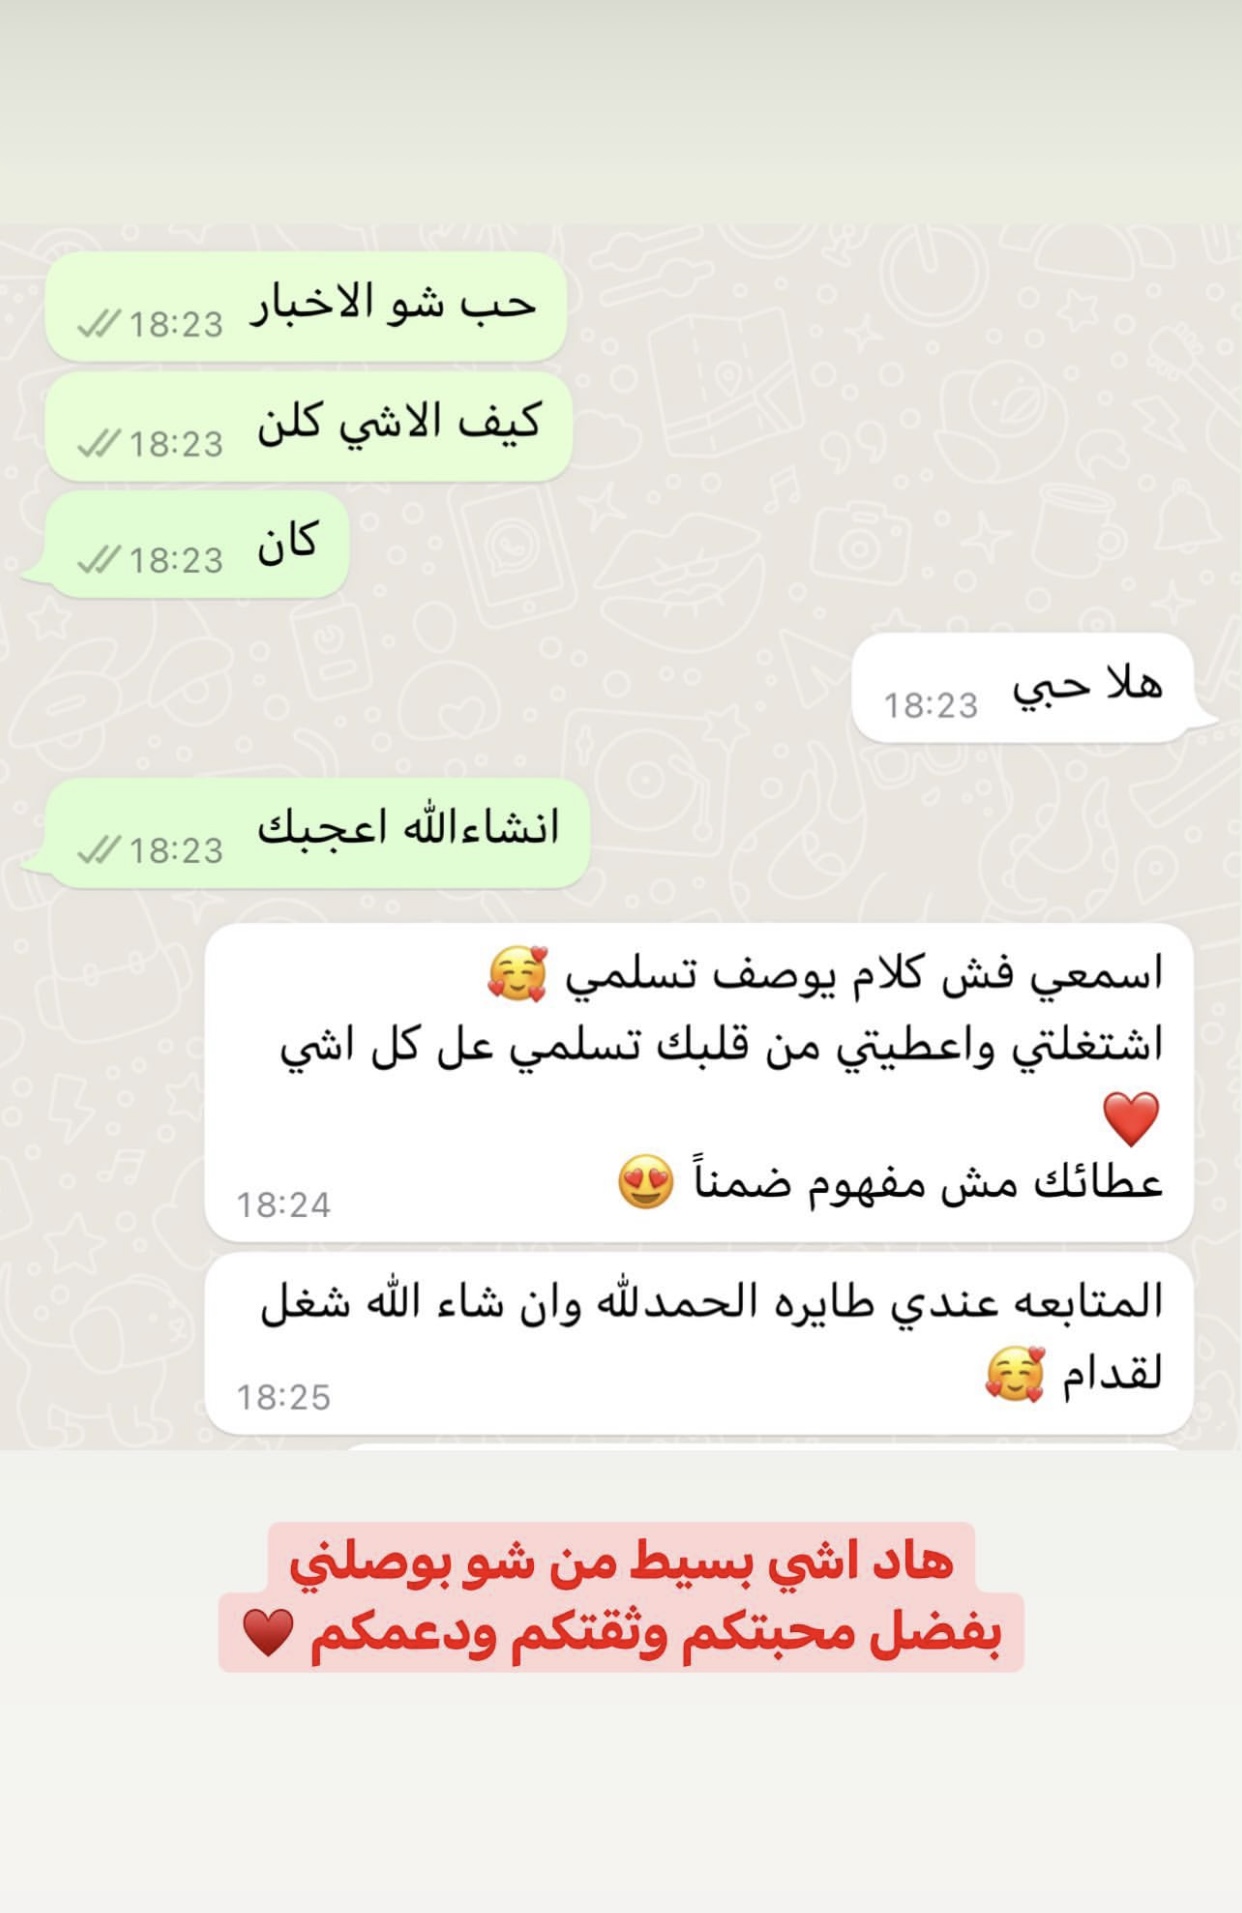 حب شو الاخبار
18:23
كيف الاشي كلن
18:23
كان
18:23
هلا حبي
18:23
انشاءالله اعجبك
18:23
اسمعي فش كلام يوصف تسلمي 🥰
اشتغلتي واعطيتي من قلبك تسلمي عل كل اشي
❤️
عطائك مش مفهوم ضمناً 😍
18:24
المتابعه عندي طايره الحمدلله وان شاء الله شغل
لقدام 🥰
18:25
هاد اشي بسيط من شو بوصلني
بفضل محبتكم وثقتكم ودعمكم ♥️